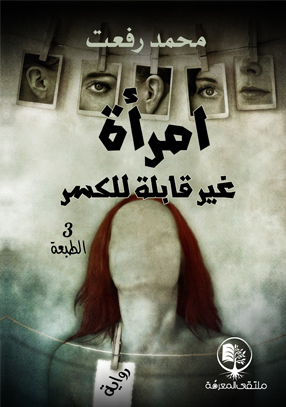 محمد رفعت
امرأة
غير قابلة للكسر
3
الطبعة
رواية
ملتقى المعرفة